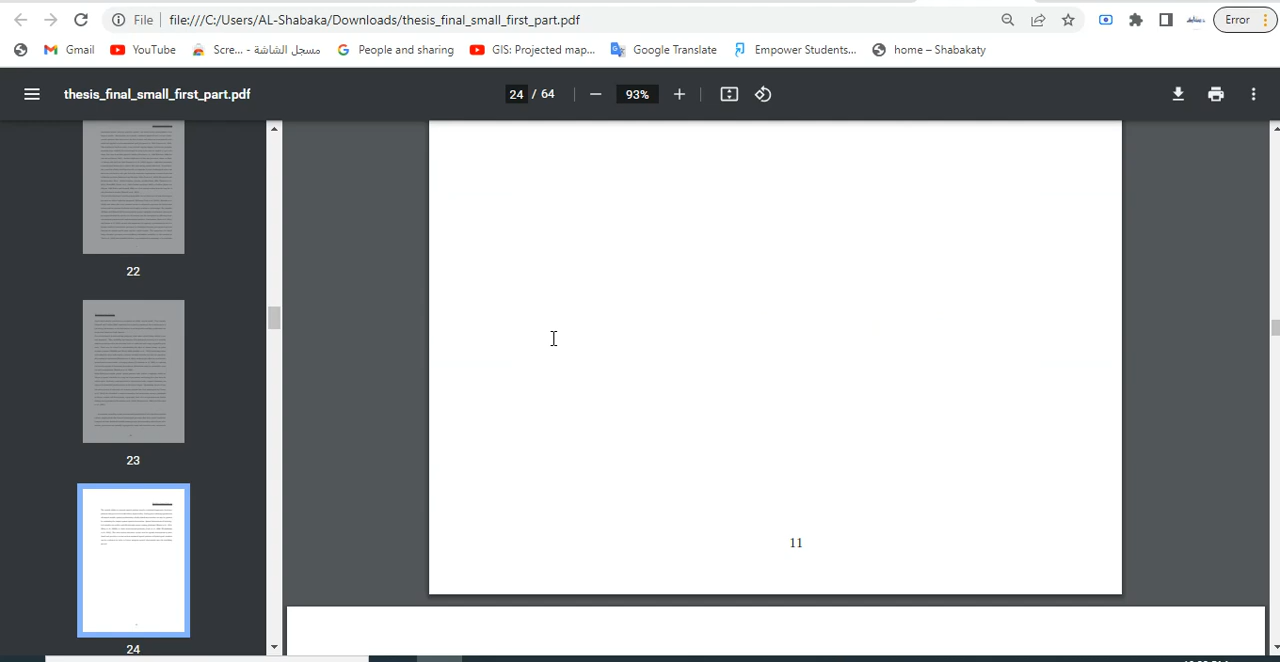 File file:///C:/Users/AL-Shabaka/Downloads/thesis_final_small_first_part.pdf Error
Gmail YouTube Scre... - مسجل الشاشة People and sharing GIS: Projected map... Google Translate Empower Students... home – Shabakaty
thesis_final_small_first_part.pdf 24 / 64 93%
22
23
24
11